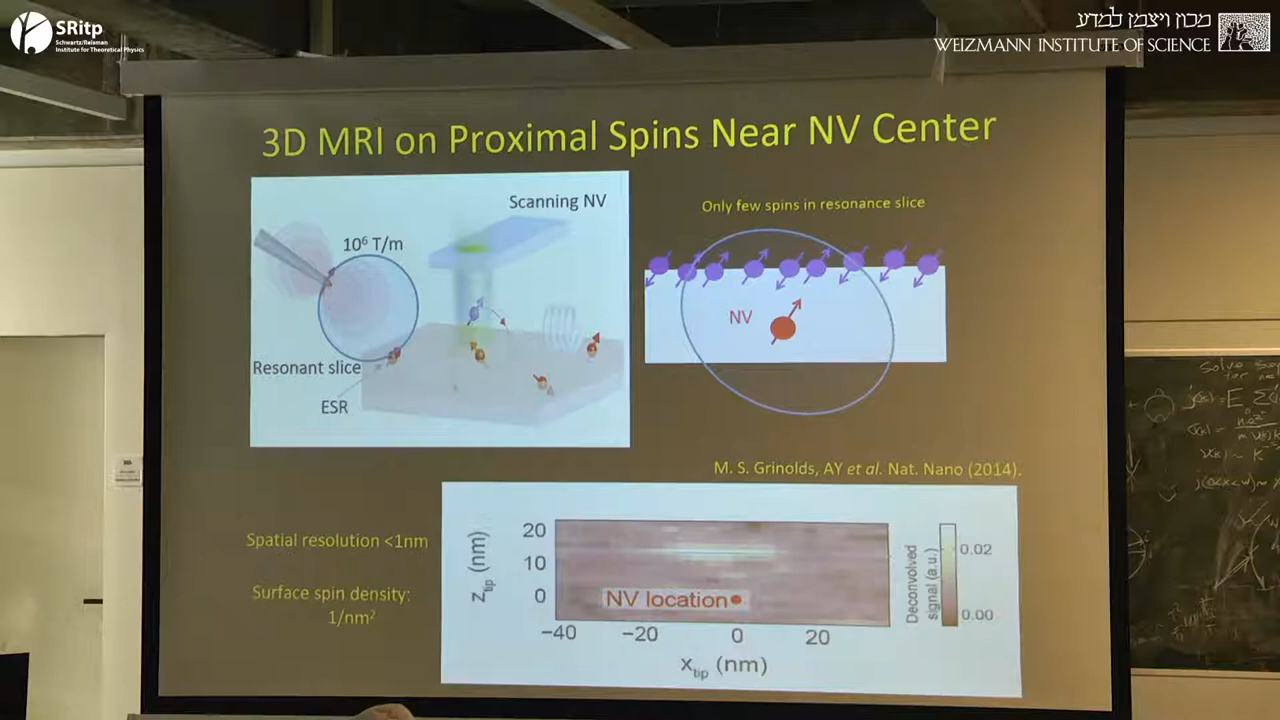 SRitp
Schwartz/Reisman
Institute for Theoretical Physics
מכון ויצמן למדע
WEIZMANN INSTITUTE OF SCIENCE
3D MRI on Proximal Spins Near NV Center
Scanning NV
10⁶ T/m
Resonant slice
ESR
Only few spins in resonance slice
NV
M. S. Grinolds, AY et al. Nat. Nano (2014).
Spatial resolution <1nm
Surface spin density:
1/nm²
z_tip (nm)
20
10
0
NV location
−40
−20
0
20
x_tip (nm)
Deconvolved
signal (a.u.)
0.02
0.00